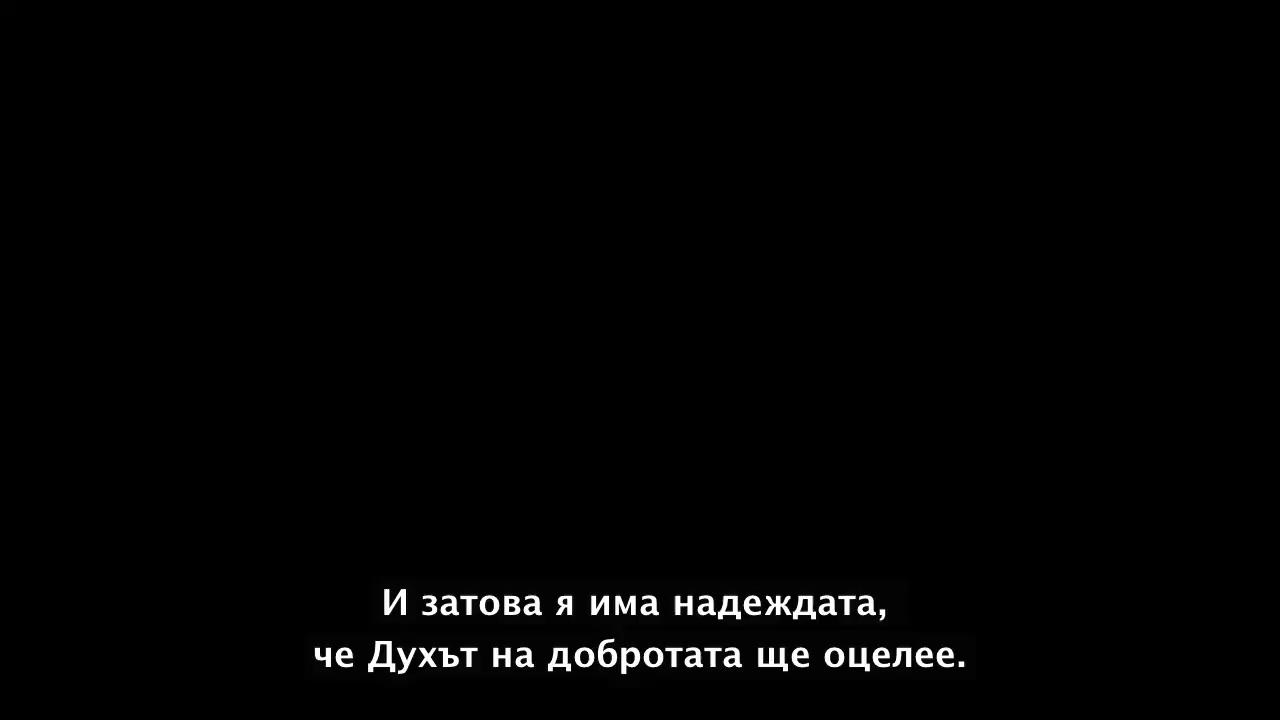 И затова я има надеждата,
че Духът на добротата ще оцелее.